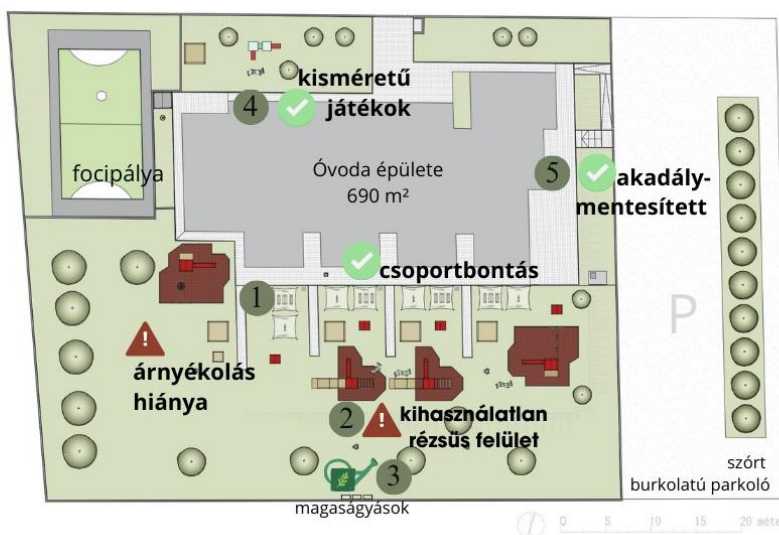 kisméretű
játékok
4
focipálya
Óvoda épülete
690 m²
5
akadály-
mentesített
csoportbontás
1
P
árnyékolás
hiánya
2
kihasználatlan
rézsűs felület
3
magaságyások
szórt
burkolatú parkoló
0 5 10 15 20 méte